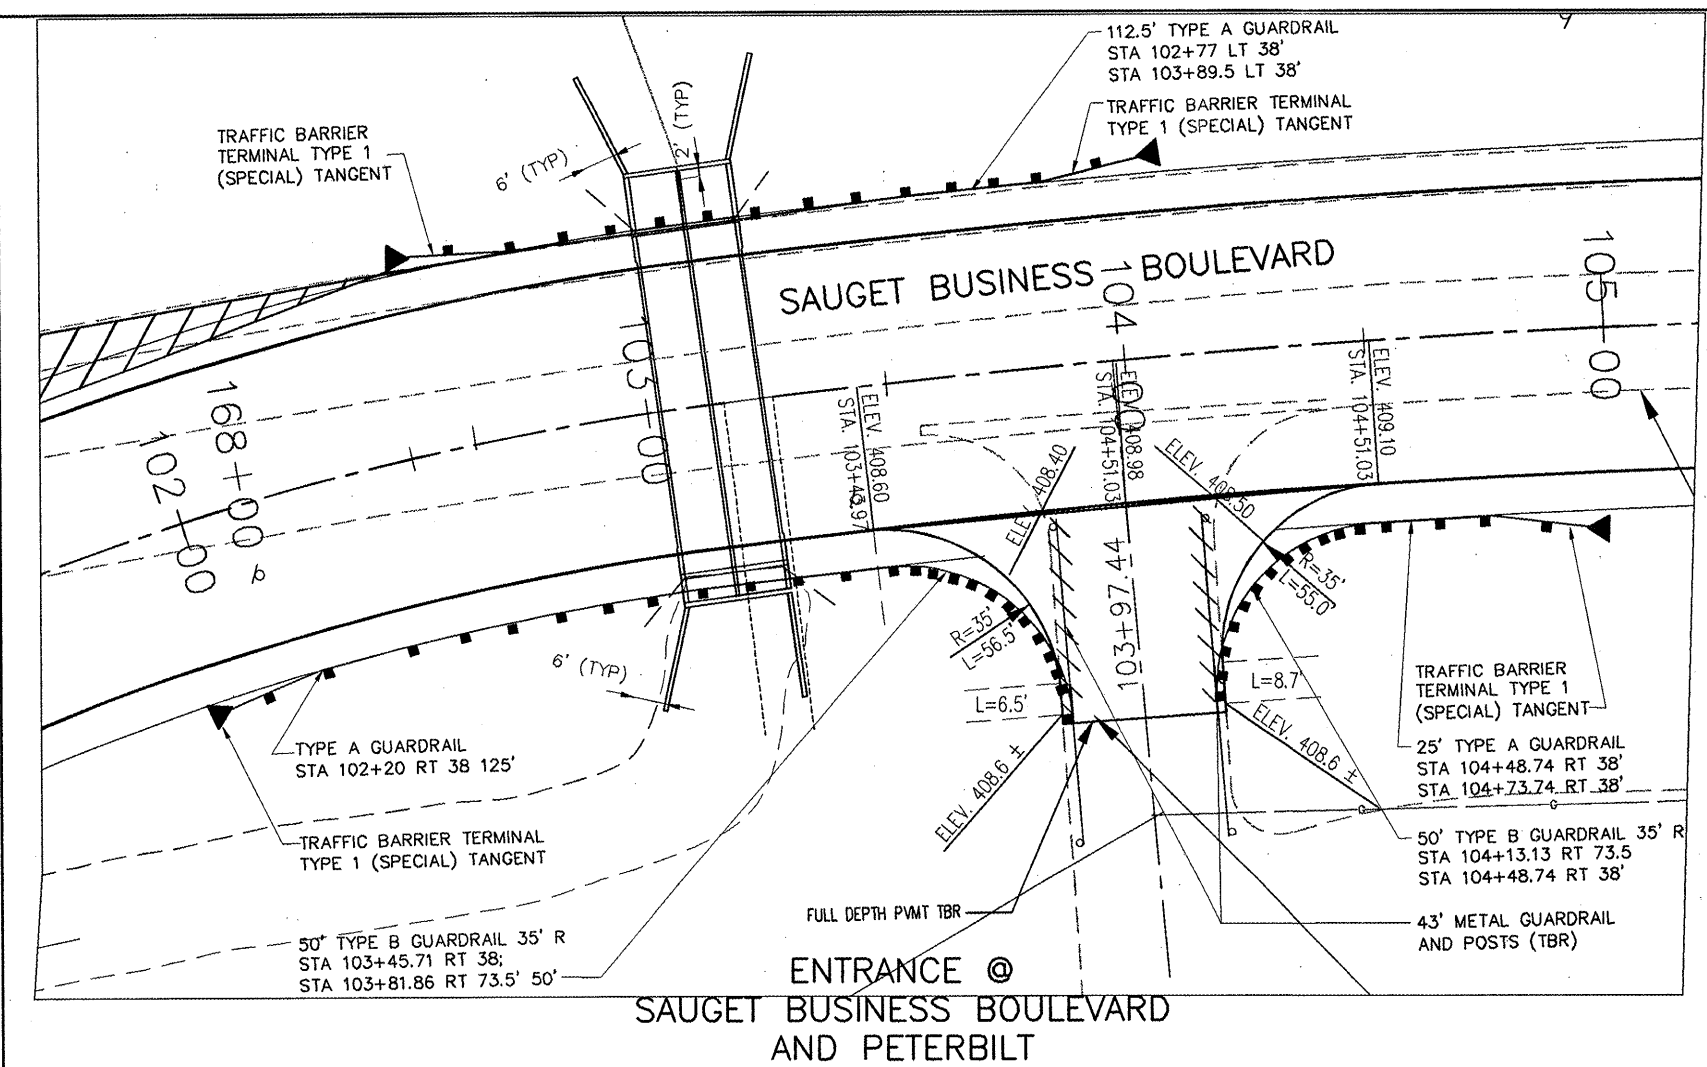 112.5' TYPE A GUARDRAIL
STA 102+77 LT 38'
STA 103+89.5 LT 38'
TRAFFIC BARRIER TERMINAL
TYPE 1 (SPECIAL) TANGENT
TRAFFIC BARRIER
TERMINAL TYPE 1
(SPECIAL) TANGENT
6' (TYP)
2' (TYP)
SAUGET BUSINESS BOULEVARD
168+00
102+00
103+00
104+00
105+00
ELEV. 408.60
STA. 103+43.97
ELEV. 408.40
ELEV. 408.98
STA. 104+51.03
ELEV. 408.50
ELEV. 409.10
STA. 104+51.03
103+97.44
R=35'
L=56.5'
L=6.5'
R=35'
L=55.0'
L=8.7'
ELEV. 408.6 ±
ELEV. 408.6 ±
6' (TYP)
TYPE A GUARDRAIL
STA 102+20 RT 38 125'
TRAFFIC BARRIER TERMINAL
TYPE 1 (SPECIAL) TANGENT
50' TYPE B GUARDRAIL 35' R
STA 103+45.71 RT 38;
STA 103+81.86 RT 73.5' 50'
FULL DEPTH PVMT TBR
TRAFFIC BARRIER
TERMINAL TYPE 1
(SPECIAL) TANGENT
25' TYPE A GUARDRAIL
STA 104+48.74 RT 38'
STA 104+73.74 RT 38'
G
G
50' TYPE B GUARDRAIL 35' R
STA 104+13.13 RT 73.5
STA 104+48.74 RT 38'
43' METAL GUARDRAIL
AND POSTS (TBR)
ENTRANCE @
SAUGET BUSINESS BOULEVARD
AND PETERBILT